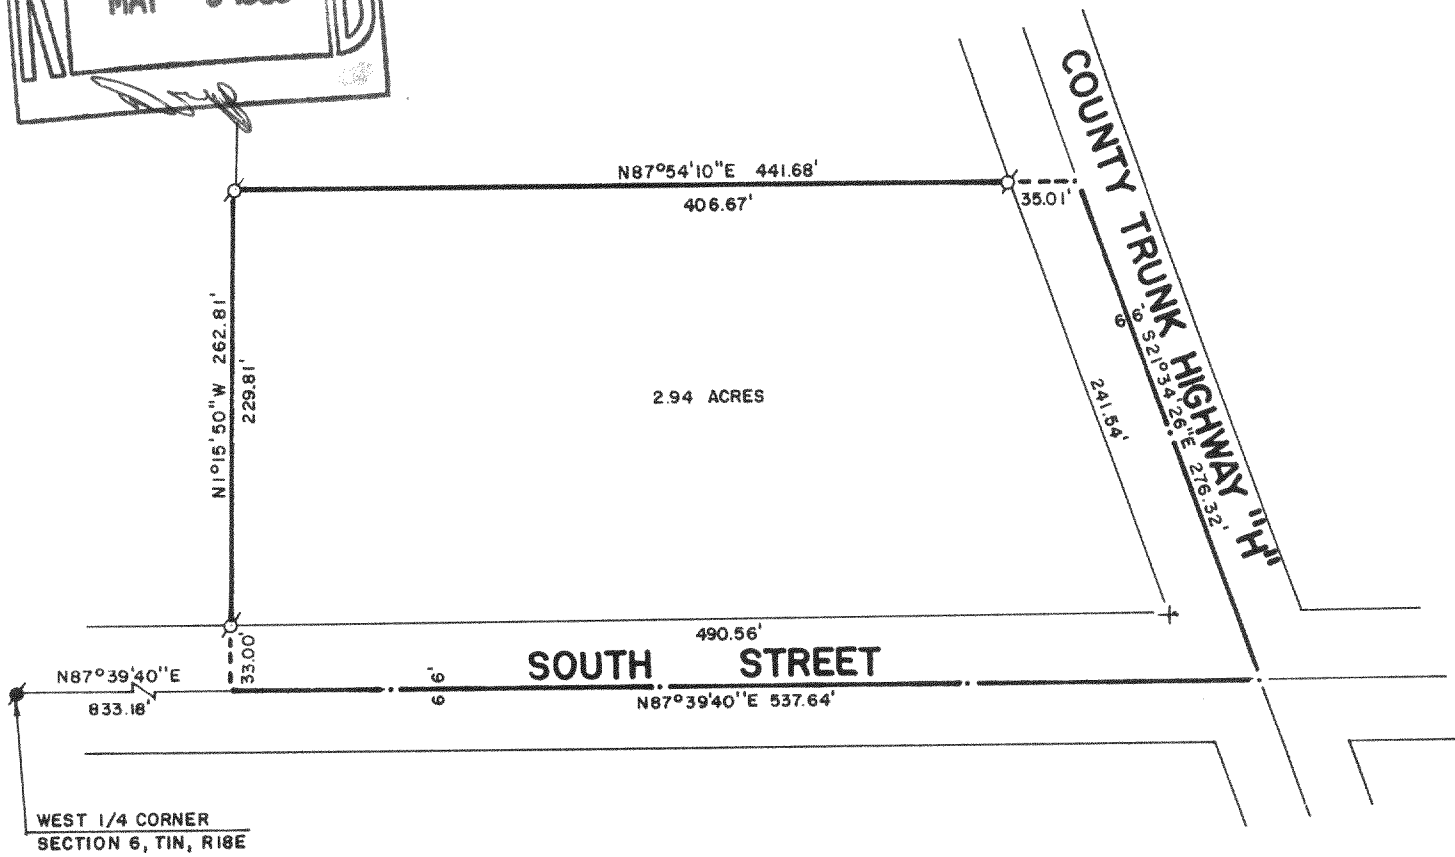 MAY
N87°54'10"E 441.68'
406.67'
35.01'
COUNTY TRUNK HIGHWAY "H"
66'
S21°34'26"E 276.32'
241.54'
N1°15'50"W 262.81'
229.81'
2.94 ACRES
490.56'
33.00'
SOUTH STREET
66'
N87°39'40"E
833.18'
N87°39'40"E 537.64'
WEST 1/4 CORNER
SECTION 6, T1N, R18E